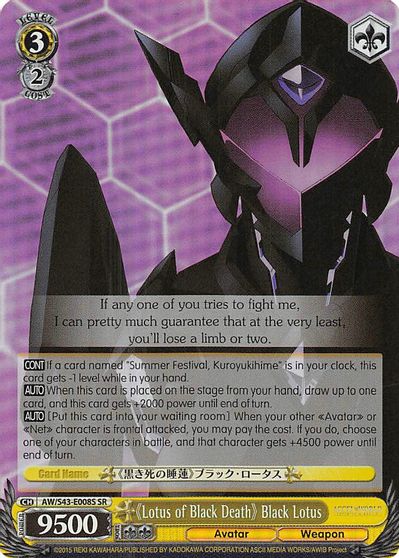 LEVEL
3
2
COST
If any one of you tries to fight me,
I can pretty much guarantee that at the very least,
you'll lose a limb or two.
CONT If a card named "Summer Festival, Kuroyukihime" is in your clock, this
card gets -1 level while in your hand.
AUTO When this card is placed on the stage from your hand, draw up to one
card, and this card gets +2000 power until end of turn.
AUTO [Put this card into your waiting room] When your other «Avatar» or
«Net» character is frontal attacked, you may pay the cost. If you do, choose
one of your characters in battle, and that character gets +4500 power until
end of turn.
Card Name 《黒き死の睡蓮》ブラック・ロータス
CH AW/S43-E008S SR
《Lotus of Black Death》 Black Lotus
POWER
9500
Avatar Weapon
©2015 REKI KAWAHARA/PUBLISHED BY KADOKAWA CORPORATION ASCII MEDIA WORKS/AWIB Project